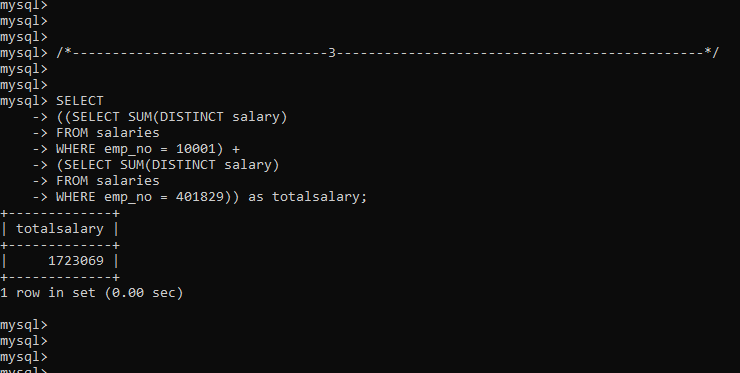 mysql>
mysql>
mysql>
mysql> /*--------------------------------3----------------------------------------------*/
mysql>
mysql>
mysql> SELECT
    -> ((SELECT SUM(DISTINCT salary)
    -> FROM salaries
    -> WHERE emp_no = 10001) +
    -> (SELECT SUM(DISTINCT salary)
    -> FROM salaries
    -> WHERE emp_no = 401829)) as totalsalary;
+-------------+
| totalsalary |
+-------------+
|     1723069 |
+-------------+
1 row in set (0.00 sec)

mysql>
mysql>
mysql>
mysql>